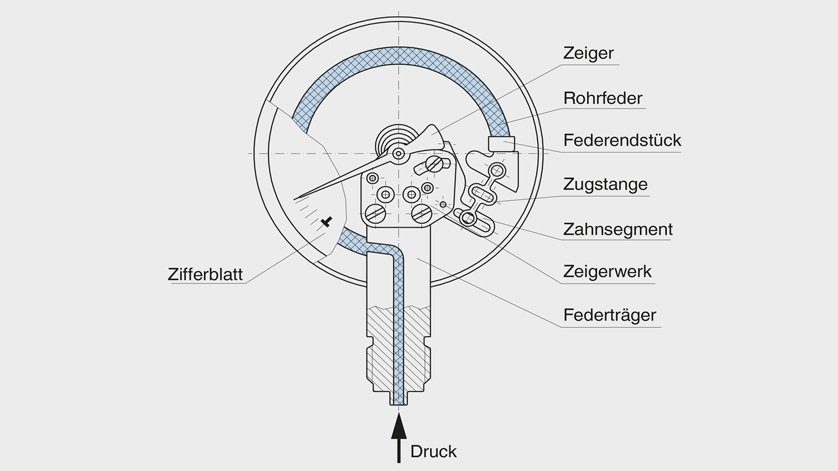 Zeiger
Rohrfeder
Federendstück
Zugstange
Zahnsegment
Zeigerwerk
Federträger
Zifferblatt
Druck